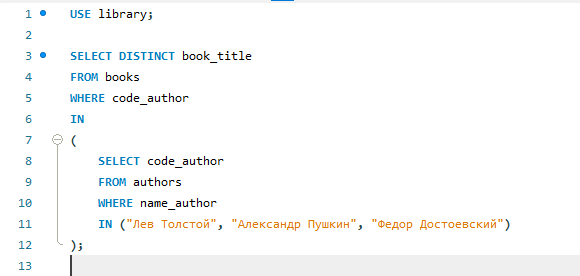 1 USE library;
2
3 SELECT DISTINCT book_title
4 FROM books
5 WHERE code_author
6 IN
7 (
8 SELECT code_author
9 FROM authors
10 WHERE name_author
11 IN ("Лев Толстой", "Александр Пушкин", "Федор Достоевский")
12 );
13